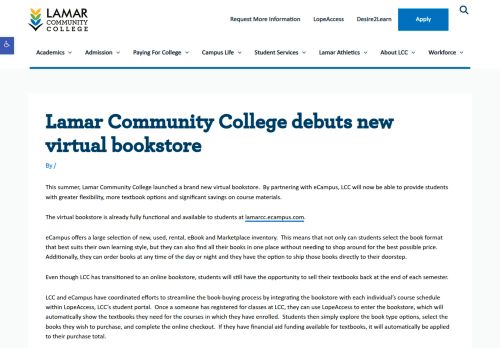 LAMAR
COMMUNITY
COLLEGE
Request More Information LopeAccess Desire2Learn Apply
Academics Admission Paying For College Campus Life Student Services Lamar Athletics About LCC Workforce
Lamar Community College debuts new
virtual bookstore
By /
This summer, Lamar Community College launched a brand new virtual bookstore.  By partnering with eCampus, LCC will now be able to provide students
with greater flexibility, more textbook options and significant savings on course materials.
The virtual bookstore is already fully functional and available to students at lamarcc.ecampus.com.
eCampus offers a large selection of new, used, rental, eBook and Marketplace inventory.  This means that not only can students select the book format
that best suits their own learning style, but they can also find all their books in one place without needing to shop around for the best possible price.
Additionally, they can order books at any time of the day or night and they have the option to ship those books directly to their doorstep.
Even though LCC has transitioned to an online bookstore, students will still have the opportunity to sell their textbooks back at the end of each semester.
LCC and eCampus have coordinated efforts to streamline the book-buying process by integrating the bookstore with each individual's course schedule
within LopeAccess, LCC's student portal.  Once a someone has registered for classes at LCC, they can use LopeAccess to enter the bookstore, which will
automatically show the textbooks they need for the courses in which they have enrolled.  Students then simply explore the book type options, select the
books they wish to purchase, and complete the online checkout.  If they have financial aid funding available for textbooks, it will automatically be applied
to their purchase total.